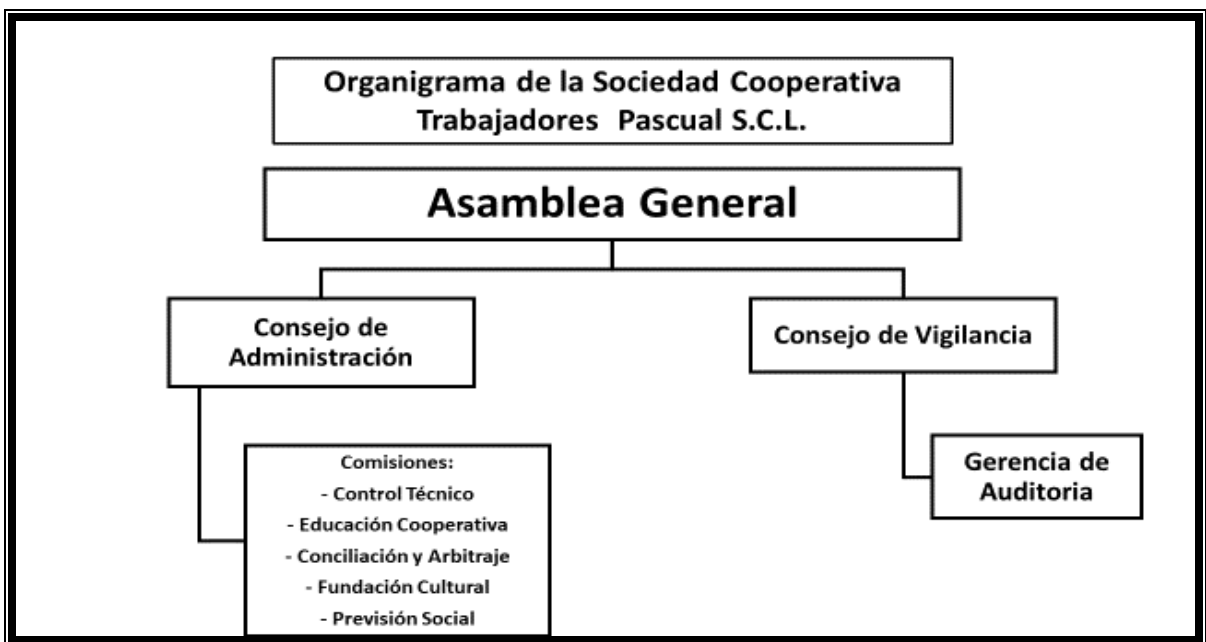 Organigrama de la Sociedad Cooperativa
Trabajadores Pascual S.C.L.
Asamblea General
Consejo de
Administración
Consejo de Vigilancia
Comisiones:
- Control Técnico
- Educación Cooperativa
- Conciliación y Arbitraje
- Fundación Cultural
- Previsión Social
Gerencia de
Auditoria